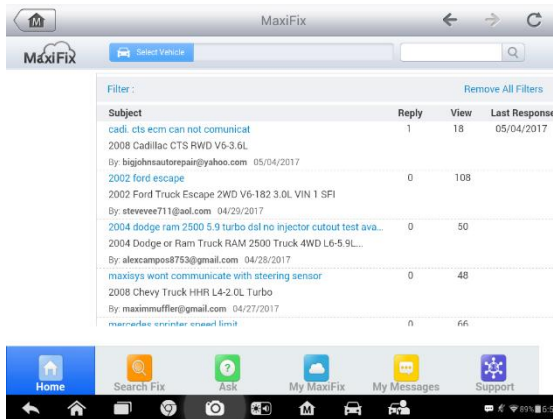 MaxiFix
MaxiFix
Select Vehicle
Filter :
Remove All Filters
Subject Reply View Last Response
cadi. cts ecm can not comunicat 1 18 05/04/2017
2008 Cadillac CTS RWD V6-3.6L
By: bigjohnsautorepair@yahoo.com 05/04/2017
2002 ford escape 0 108
2002 Ford Truck Escape 2WD V6-182 3.0L VIN 1 SFI
By: stevevee711@aol.com 04/29/2017
2004 dodge ram 2500 5.9 turbo dsl no injector cutout test ava... 0 50
2004 Dodge or Ram Truck RAM 2500 Truck 4WD L6-5.9L...
By: alexcampos8753@gmail.com 04/28/2017
maxisys wont communicate with steering sensor 0 48
2008 Chevy Truck HHR L4-2.0L Turbo
By: maximmuffler@gmail.com 04/27/2017
mercedes sprinter speed limit 0 66
Home Search Fix Ask My MaxiFix My Messages Support
89%